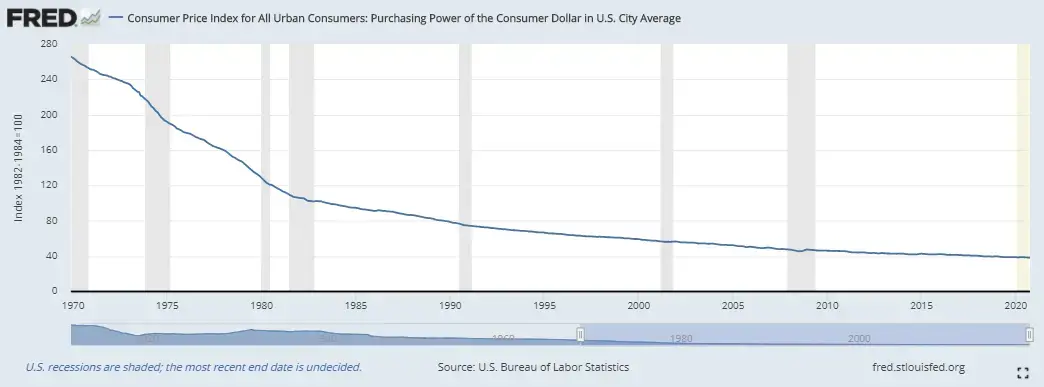 FRED
Consumer Price Index for All Urban Consumers: Purchasing Power of the Consumer Dollar in U.S. City Average
280
240
200
160
120
80
40
0
Index 1982-1984=100
1970 1975 1980 1985 1990 1995 2000 2005 2010 2015 2020
1960 1980 2000
U.S. recessions are shaded; the most recent end date is undecided.
Source: U.S. Bureau of Labor Statistics
fred.stlouisfed.org